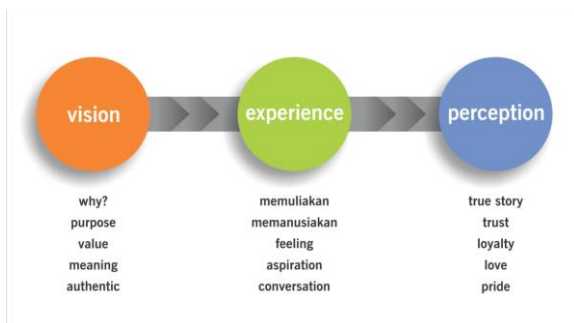 vision
experience
perception
why?
purpose
value
meaning
authentic
memuliakan
memanusiakan
feeling
aspiration
conversation
true story
trust
loyalty
love
pride